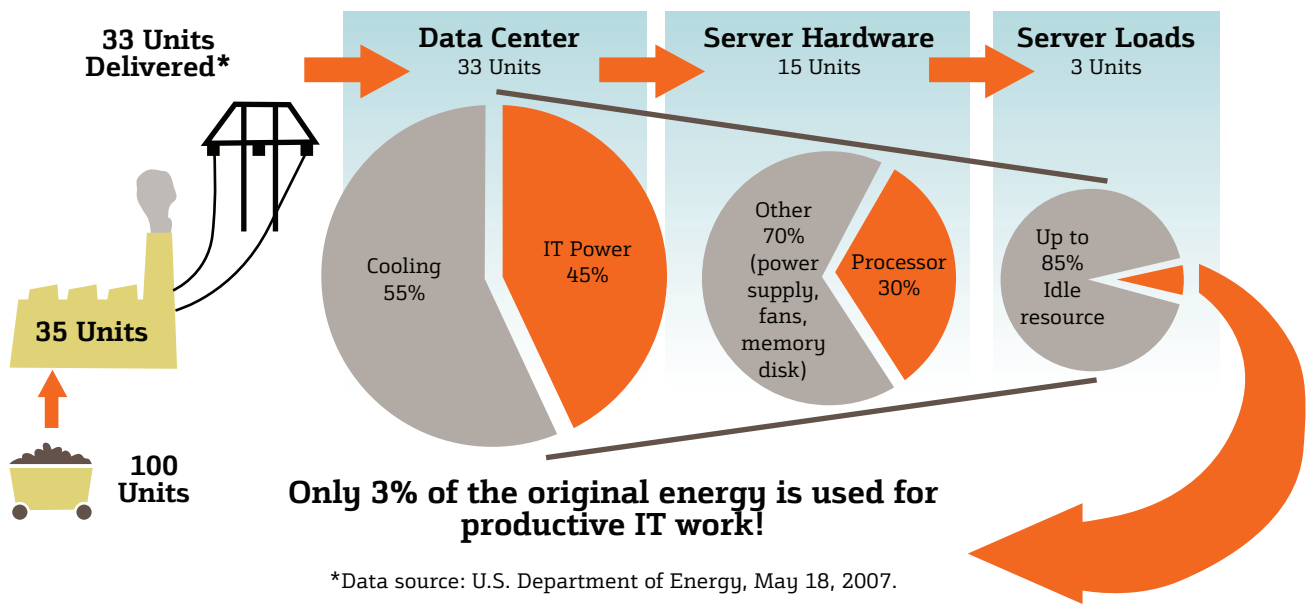 33 Units
Delivered*
Data Center
33 Units
Server Hardware
15 Units
Server Loads
3 Units
35 Units
100
Units
Cooling
55%
IT Power
45%
Other
70%
(power
supply,
fans,
memory
disk)
Processor
30%
Up to
85%
Idle
resource
Only 3% of the original energy is used for
productive IT work!
*Data source: U.S. Department of Energy, May 18, 2007.